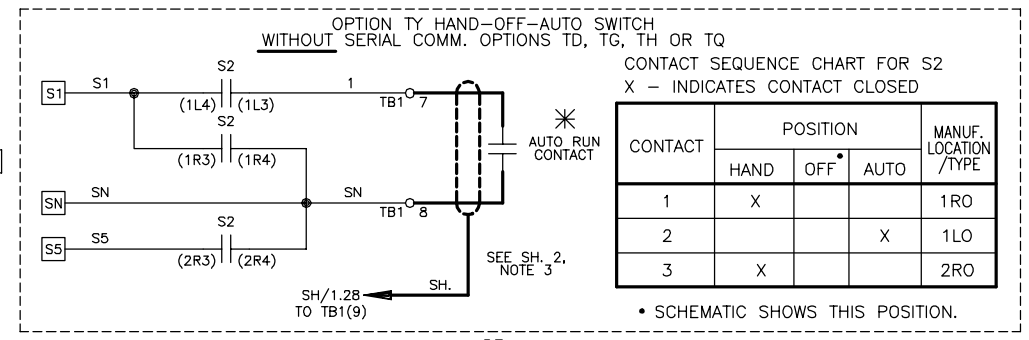 OPTION TY HAND-OFF-AUTO SWITCH
WITHOUT SERIAL COMM. OPTIONS TD, TG, TH OR TQ
S1
S1
S2
(1L4)
(1L3)
1
TB1
7
S2
(1R3)
(1R4)
AUTO RUN
CONTACT
SN
SN
SN
TB1
8
S5
S5
S2
(2R3)
(2R4)
SEE SH. 2,
NOTE 3
SH.
SH/1.28
TO TB1(9)
CONTACT SEQUENCE CHART FOR S2
X - INDICATES CONTACT CLOSED
CONTACT
POSITION
MANUF.
LOCATION
/TYPE
HAND
OFF•
AUTO
1 X 1RO
2 X 1LO
3 X 2RO
• SCHEMATIC SHOWS THIS POSITION.